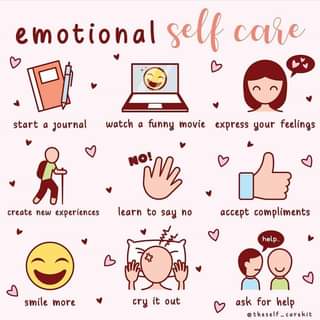 emotional self care
start a journal watch a funny movie express your feelings
NO!
create new experiences learn to say no accept compliments
help..
smile more cry it out ask for help
@theself_carekit